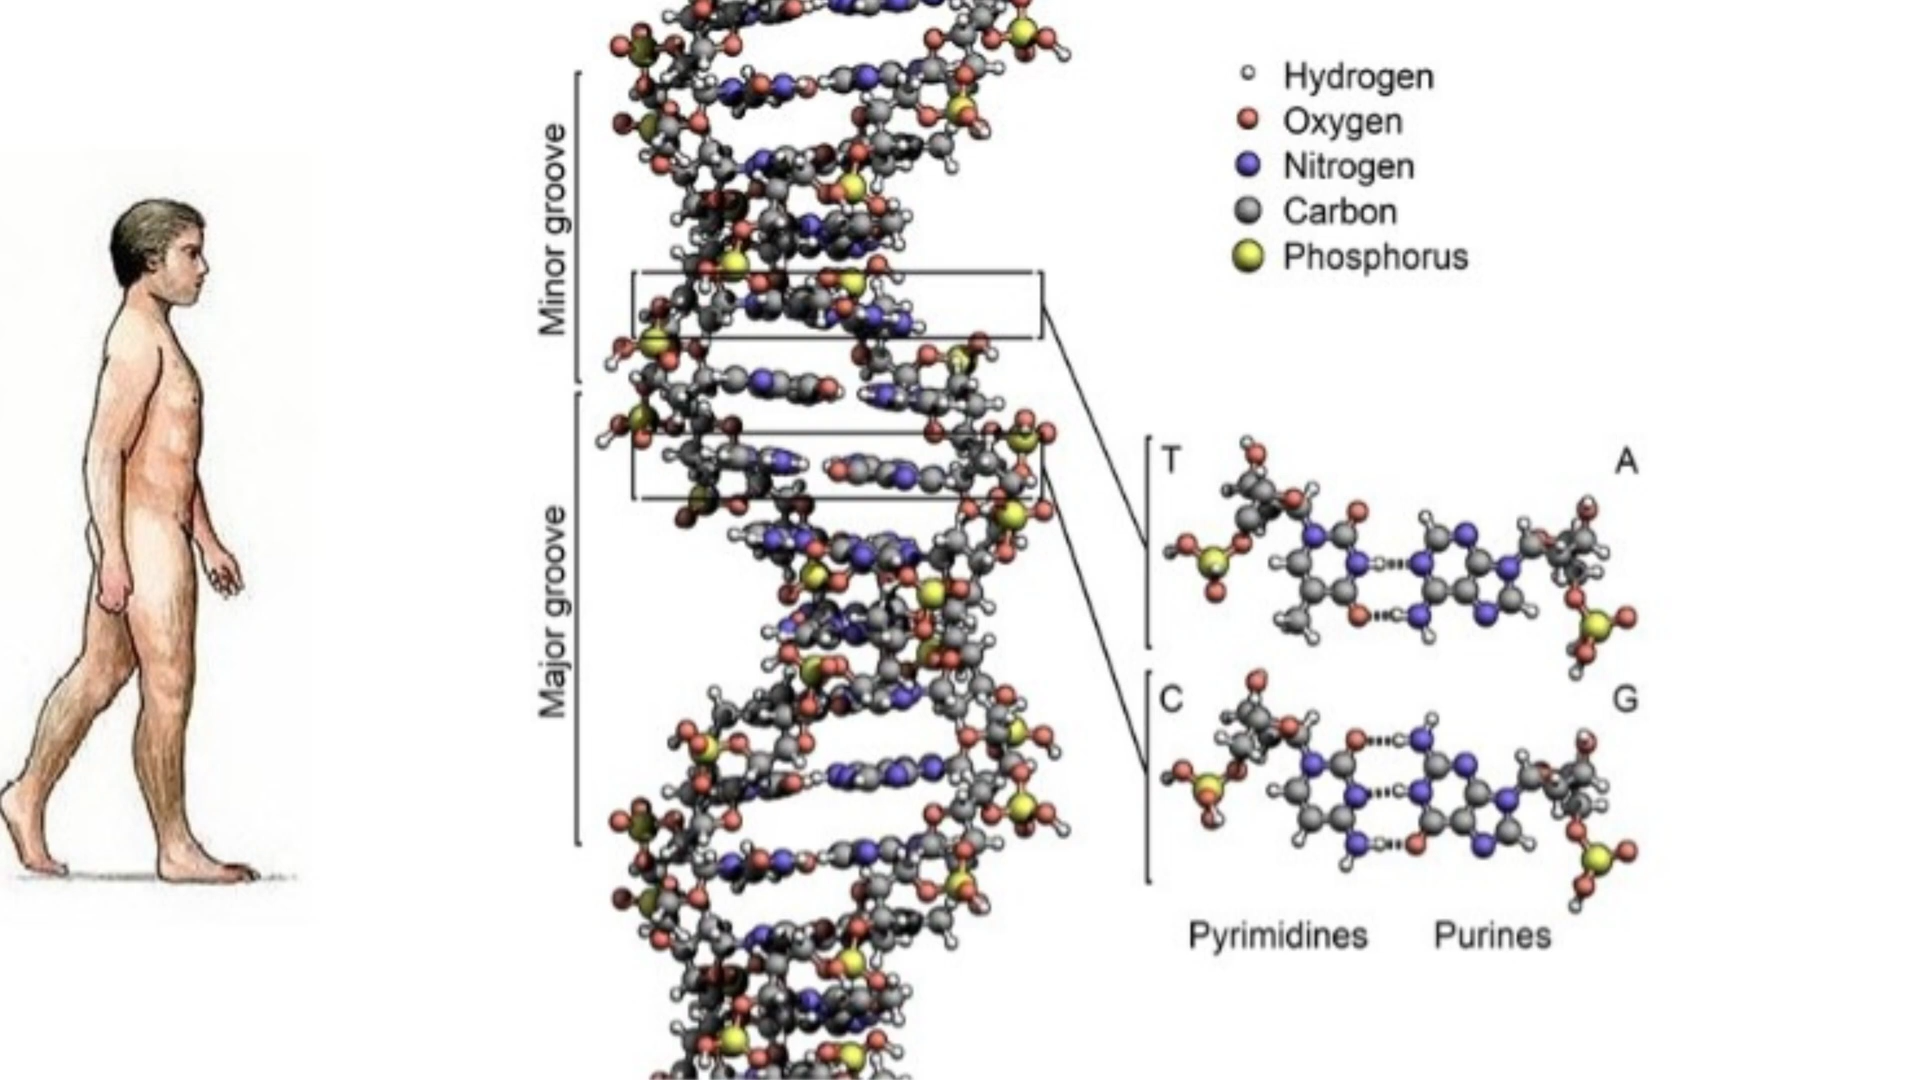 Minor groove
Major groove
Hydrogen
Oxygen
Nitrogen
Carbon
Phosphorus
T
A
C
G
Pyrimidines
Purines